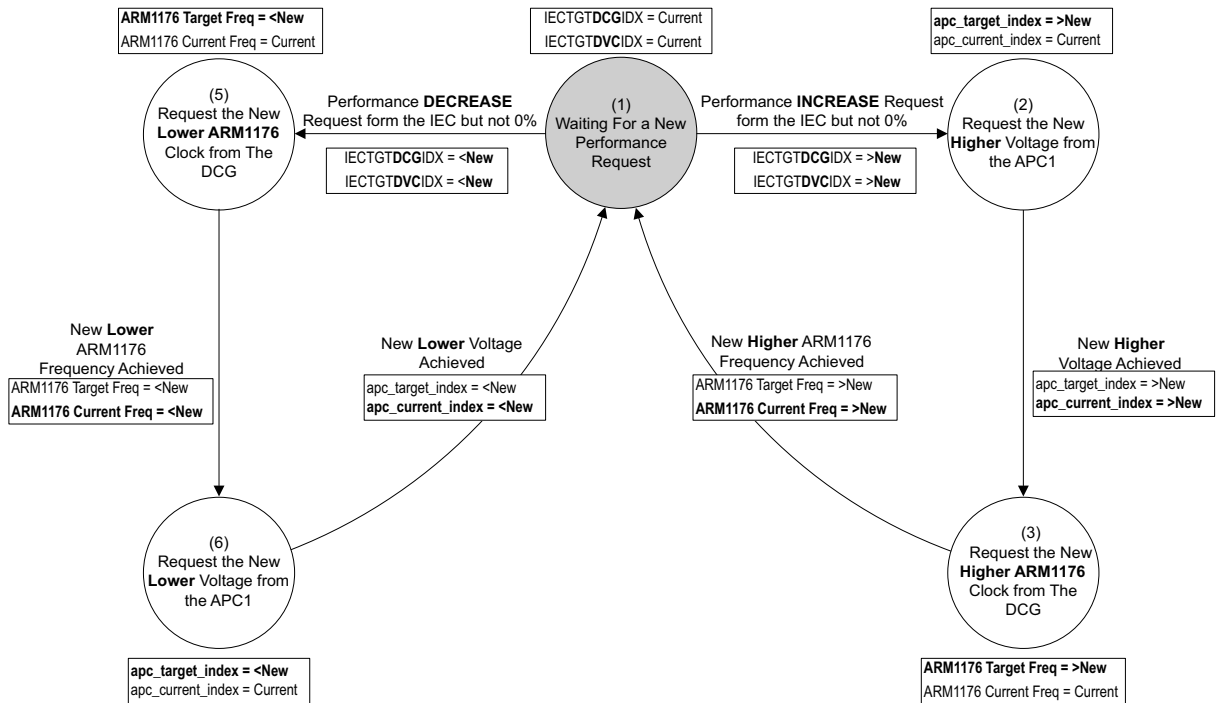 ARM1176 Target Freq = <New
ARM1176 Current Freq = Current
IECTGTDCGIDX = Current
IECTGTDVCIDX = Current
apc_target_index = >New
apc_current_index = Current
(5)
Request the New
Lower ARM1176
Clock from The
DCG
Performance DECREASE
Request form the IEC but not 0%
IECTGTDCGIDX = <New
IECTGTDVCIDX = <New
(1)
Waiting For a New
Performance
Request
Performance INCREASE Request
form the IEC but not 0%
IECTGTDCGIDX = >New
IECTGTDVCIDX = >New
(2)
Request the New
Higher Voltage from
the APC1
New Lower
ARM1176
Frequency Achieved
ARM1176 Target Freq = <New
ARM1176 Current Freq = <New
New Lower Voltage
Achieved
apc_target_index = <New
apc_current_index = <New
New Higher ARM1176
Frequency Achieved
ARM1176 Target Freq = >New
ARM1176 Current Freq = >New
New Higher
Voltage Achieved
apc_target_index = >New
apc_current_index = >New
(6)
Request the New
Lower Voltage from
the APC1
(3)
Request the New
Higher ARM1176
Clock from The
DCG
apc_target_index = <New
apc_current_index = Current
ARM1176 Target Freq = >New
ARM1176 Current Freq = Current